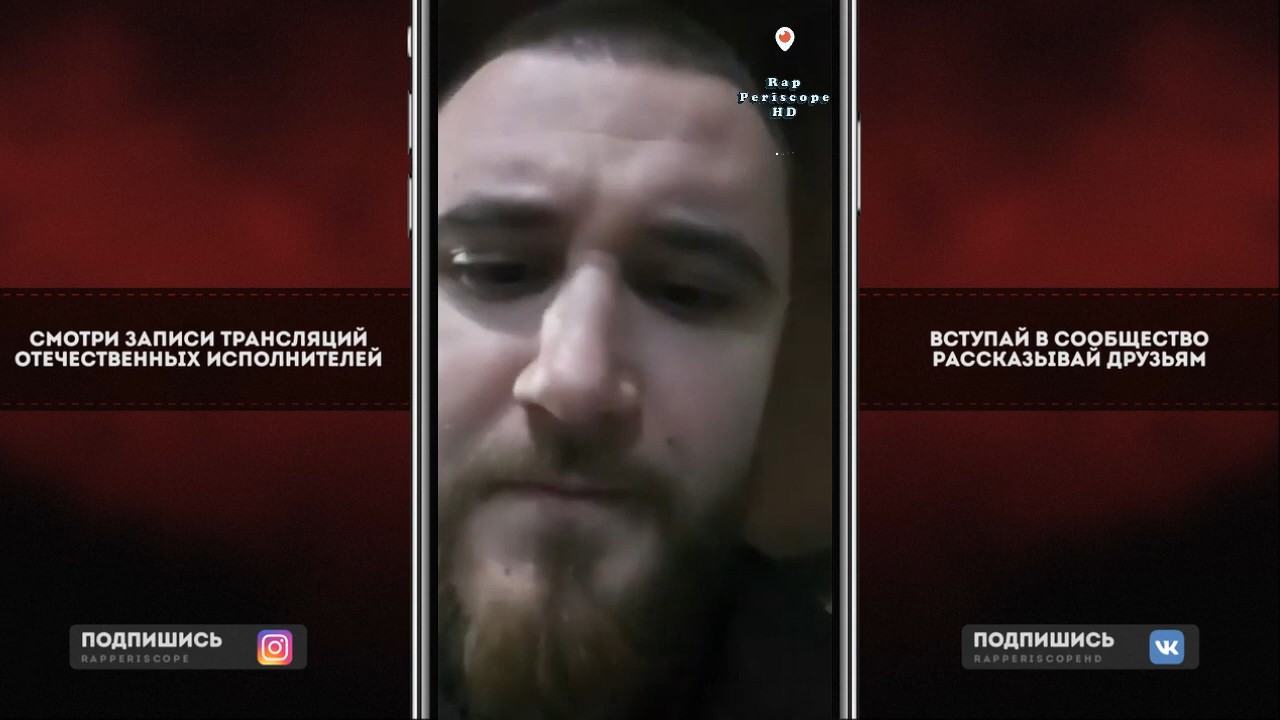 Rap
Periscope
HD
СМОТРИ ЗАПИСИ ТРАНСЛЯЦИЙ
ОТЕЧЕСТВЕННЫХ ИСПОЛНИТЕЛЕЙ
ВСТУПАЙ В СООБЩЕСТВО
РАССКАЗЫВАЙ ДРУЗЬЯМ
ПОДПИШИСЬ
RAPPERISCOPE
ПОДПИШИСЬ
RAPPERISCOPEHD